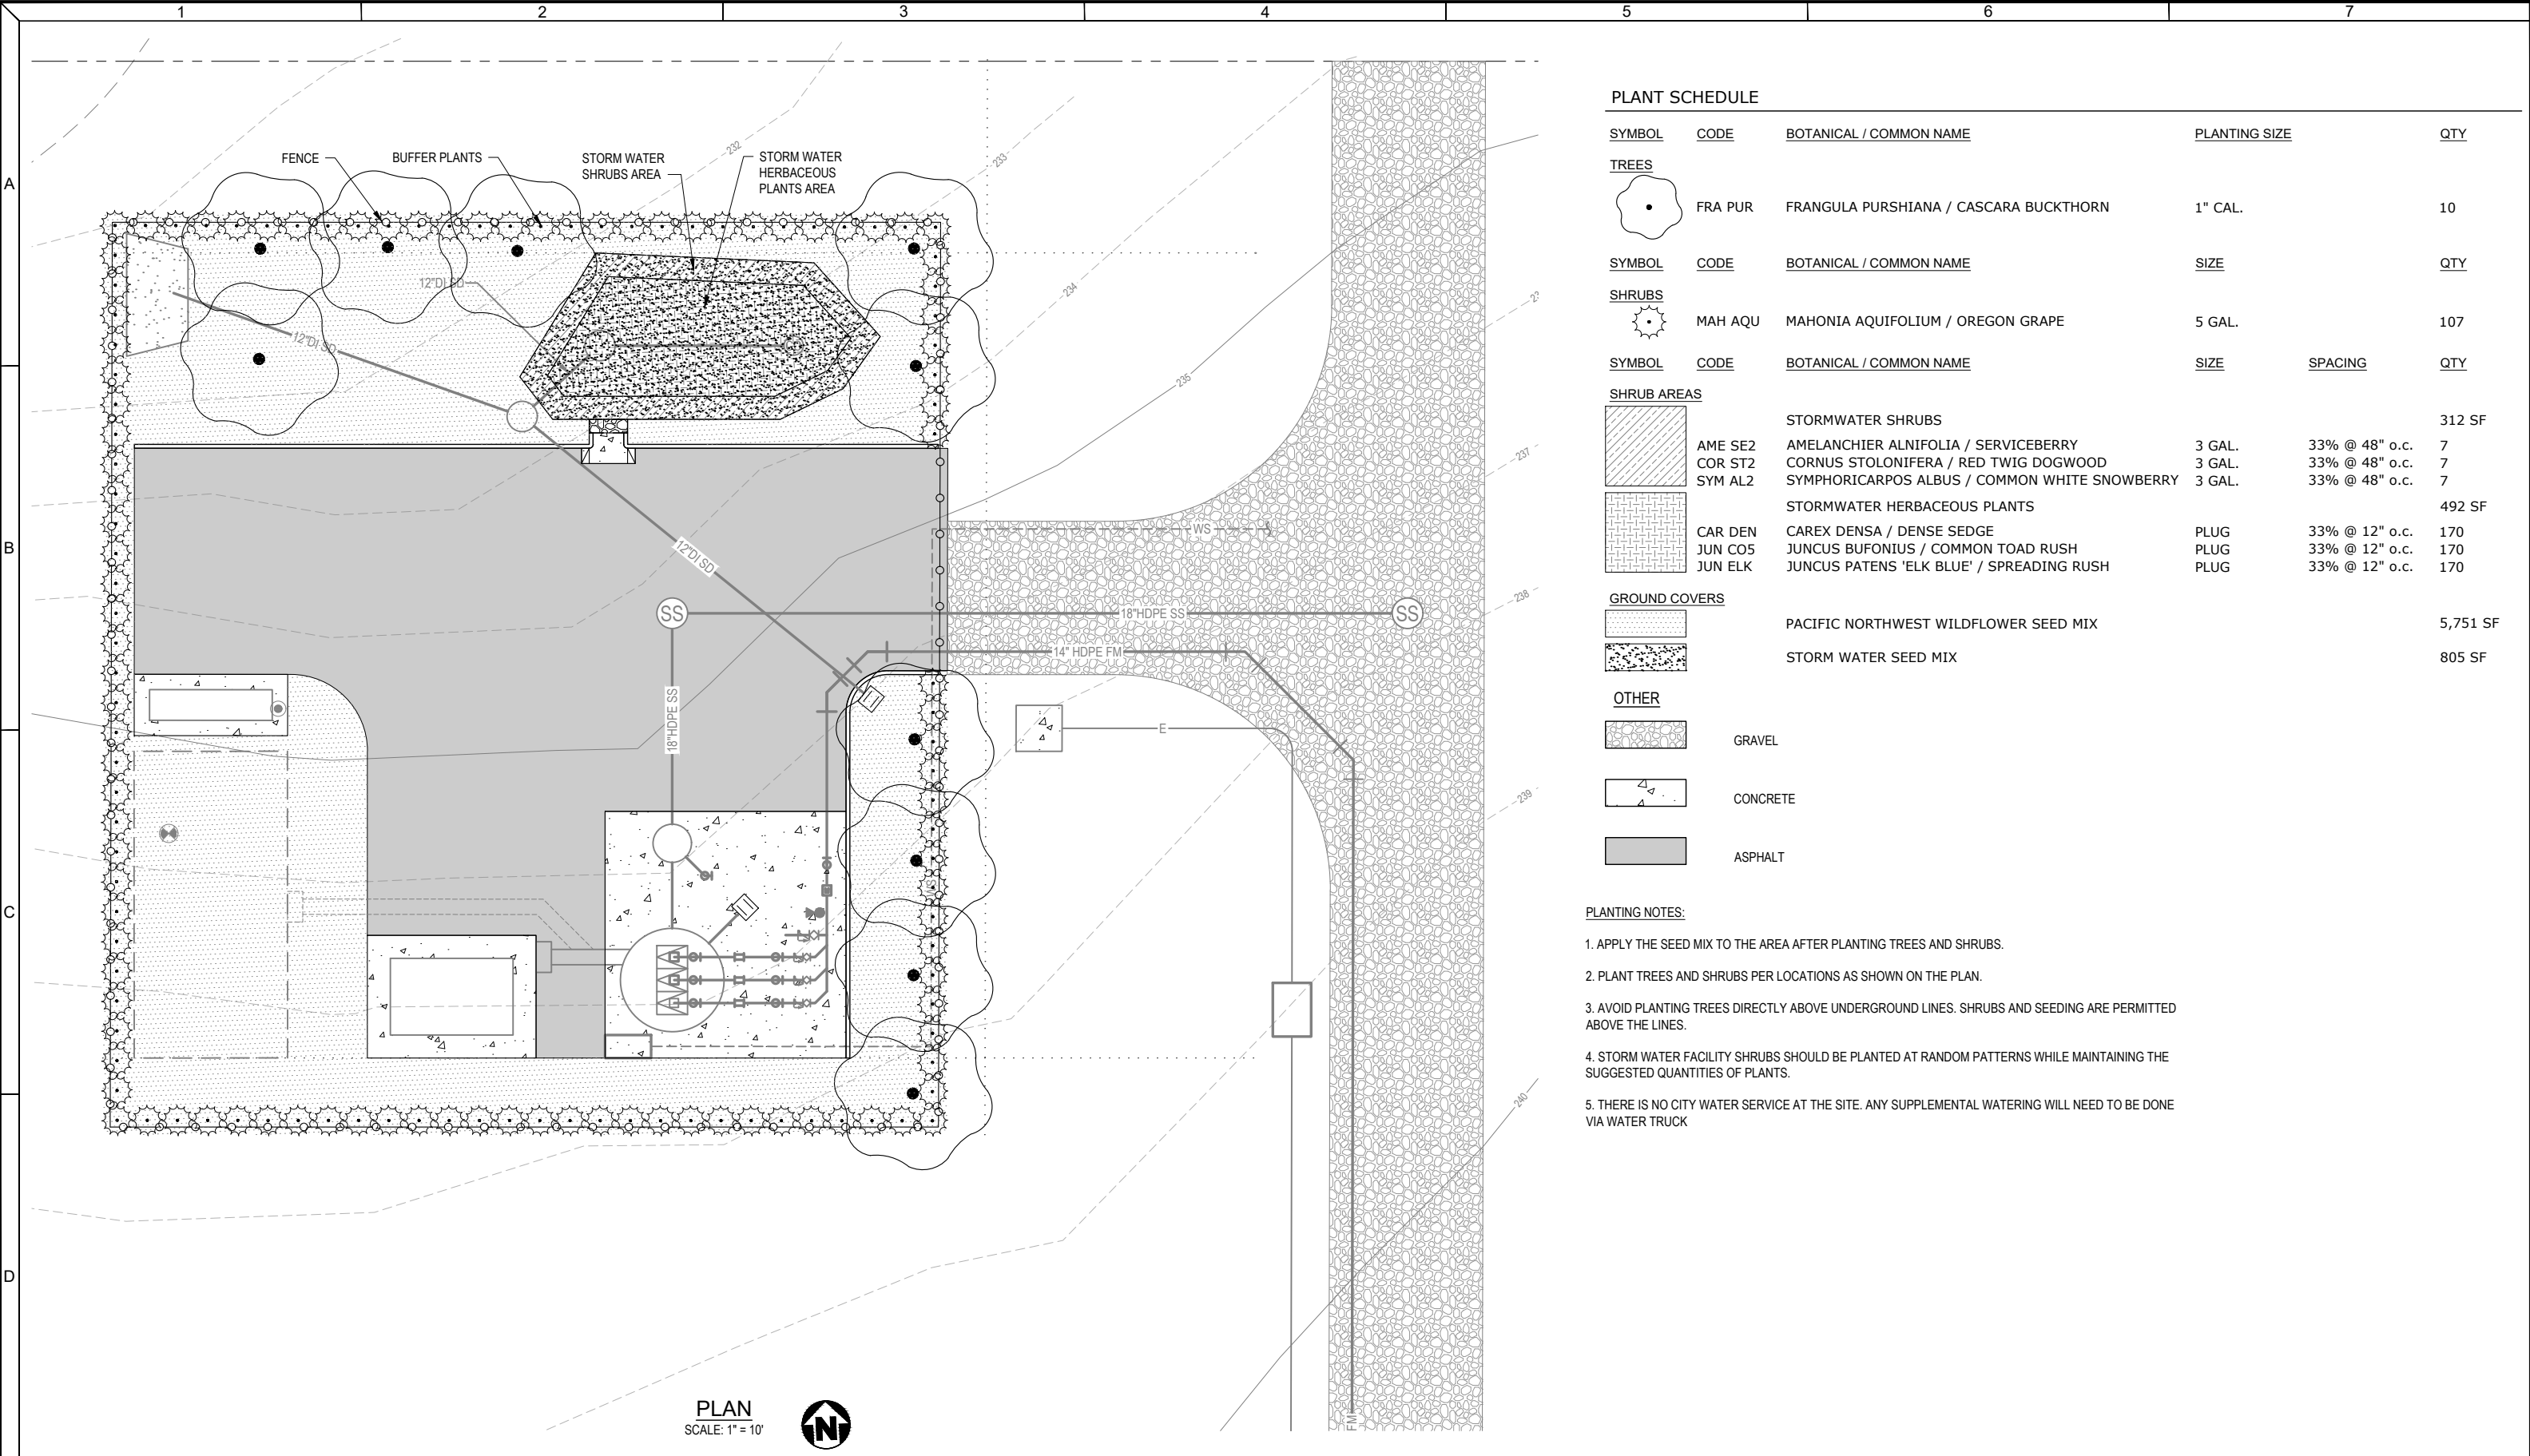 1 2 3 4 5 6 7
A
B
C
D
FENCE
BUFFER PLANTS
STORM WATER
SHRUBS AREA
STORM WATER
HERBACEOUS
PLANTS AREA
232
233
234
235
237
238
239
240
12"DI SD
12"DI SD
12"DI SD
WS
SS
18"HDPE SS
SS
14" HDPE FM
18"HDPE SS
E
WS
FM
PLAN
SCALE: 1" = 10'
N
PLANT SCHEDULE
SYMBOL CODE BOTANICAL / COMMON NAME PLANTING SIZE QTY
TREES
FRA PUR FRANGULA PURSHIANA / CASCARA BUCKTHORN 1" CAL. 10
SYMBOL CODE BOTANICAL / COMMON NAME SIZE QTY
SHRUBS
MAH AQU MAHONIA AQUIFOLIUM / OREGON GRAPE 5 GAL. 107
SYMBOL CODE BOTANICAL / COMMON NAME SIZE SPACING QTY
SHRUB AREAS
STORMWATER SHRUBS 312 SF
AME SE2 AMELANCHIER ALNIFOLIA / SERVICEBERRY 3 GAL. 33% @ 48" o.c. 7
COR ST2 CORNUS STOLONIFERA / RED TWIG DOGWOOD 3 GAL. 33% @ 48" o.c. 7
SYM AL2 SYMPHORICARPOS ALBUS / COMMON WHITE SNOWBERRY 3 GAL. 33% @ 48" o.c. 7
STORMWATER HERBACEOUS PLANTS 492 SF
CAR DEN CAREX DENSA / DENSE SEDGE PLUG 33% @ 12" o.c. 170
JUN CO5 JUNCUS BUFONIUS / COMMON TOAD RUSH PLUG 33% @ 12" o.c. 170
JUN ELK JUNCUS PATENS 'ELK BLUE' / SPREADING RUSH PLUG 33% @ 12" o.c. 170
GROUND COVERS
PACIFIC NORTHWEST WILDFLOWER SEED MIX 5,751 SF
STORM WATER SEED MIX 805 SF
OTHER
GRAVEL
CONCRETE
ASPHALT
PLANTING NOTES:
1. APPLY THE SEED MIX TO THE AREA AFTER PLANTING TREES AND SHRUBS.
2. PLANT TREES AND SHRUBS PER LOCATIONS AS SHOWN ON THE PLAN.
3. AVOID PLANTING TREES DIRECTLY ABOVE UNDERGROUND LINES. SHRUBS AND SEEDING ARE PERMITTED
ABOVE THE LINES.
4. STORM WATER FACILITY SHRUBS SHOULD BE PLANTED AT RANDOM PATTERNS WHILE MAINTAINING THE
SUGGESTED QUANTITIES OF PLANTS.
5. THERE IS NO CITY WATER SERVICE AT THE SITE. ANY SUPPLEMENTAL WATERING WILL NEED TO BE DONE
VIA WATER TRUCK